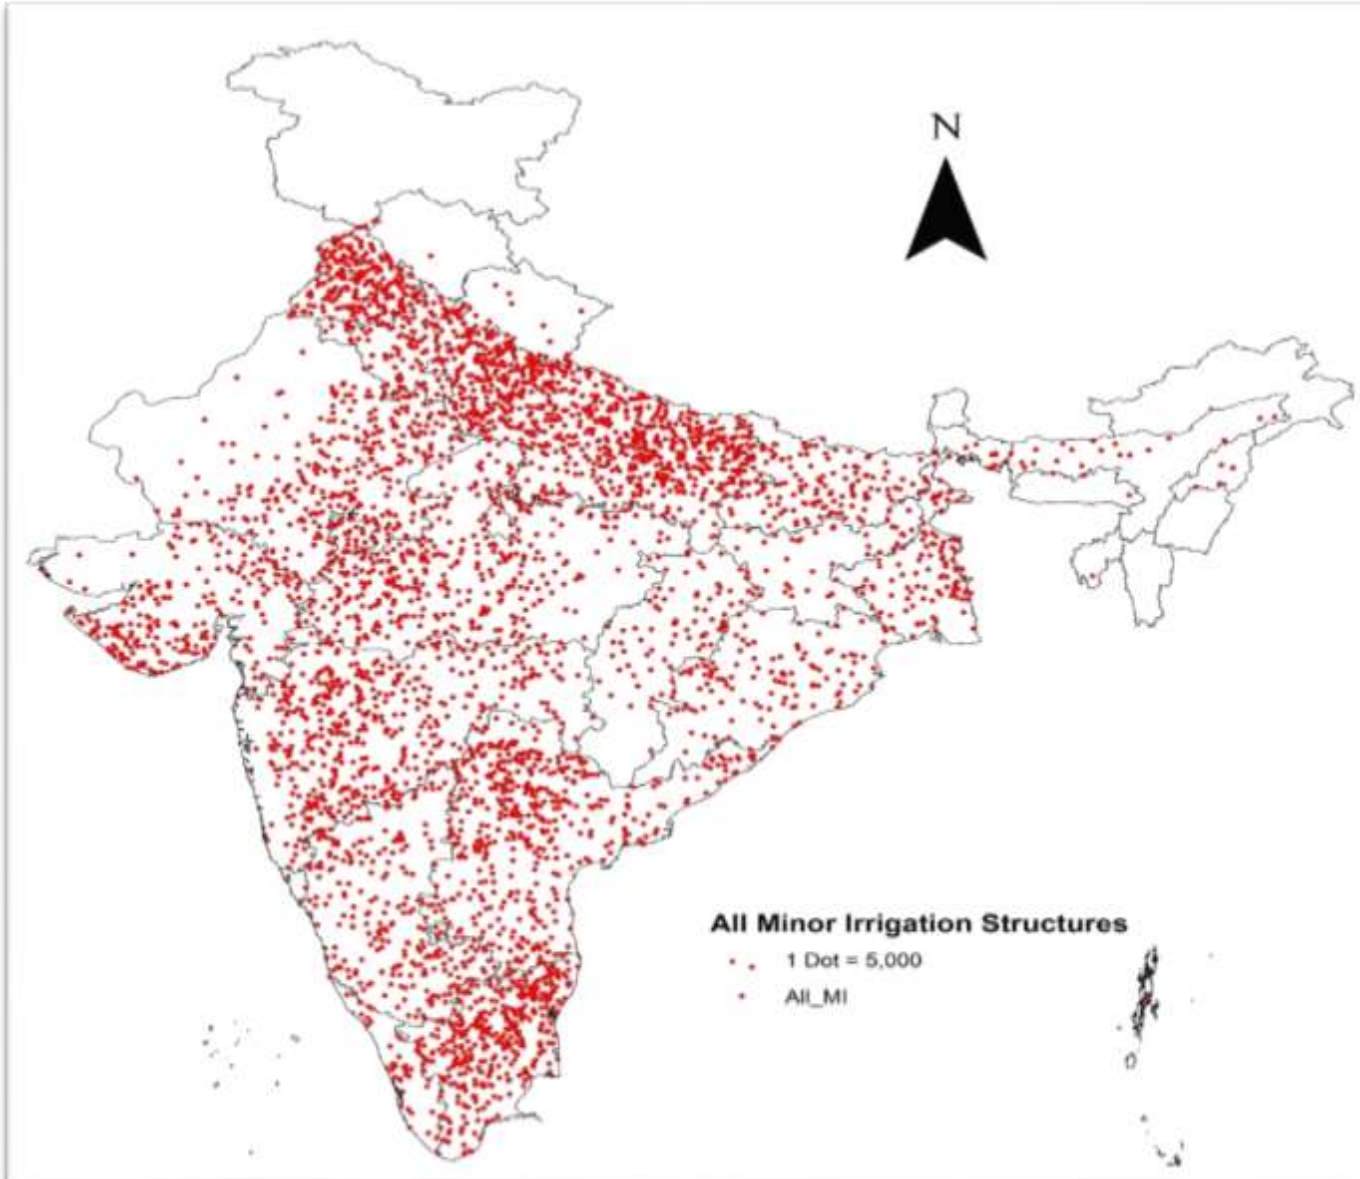 N
All Minor Irrigation Structures
1 Dot = 5,000
All_MI